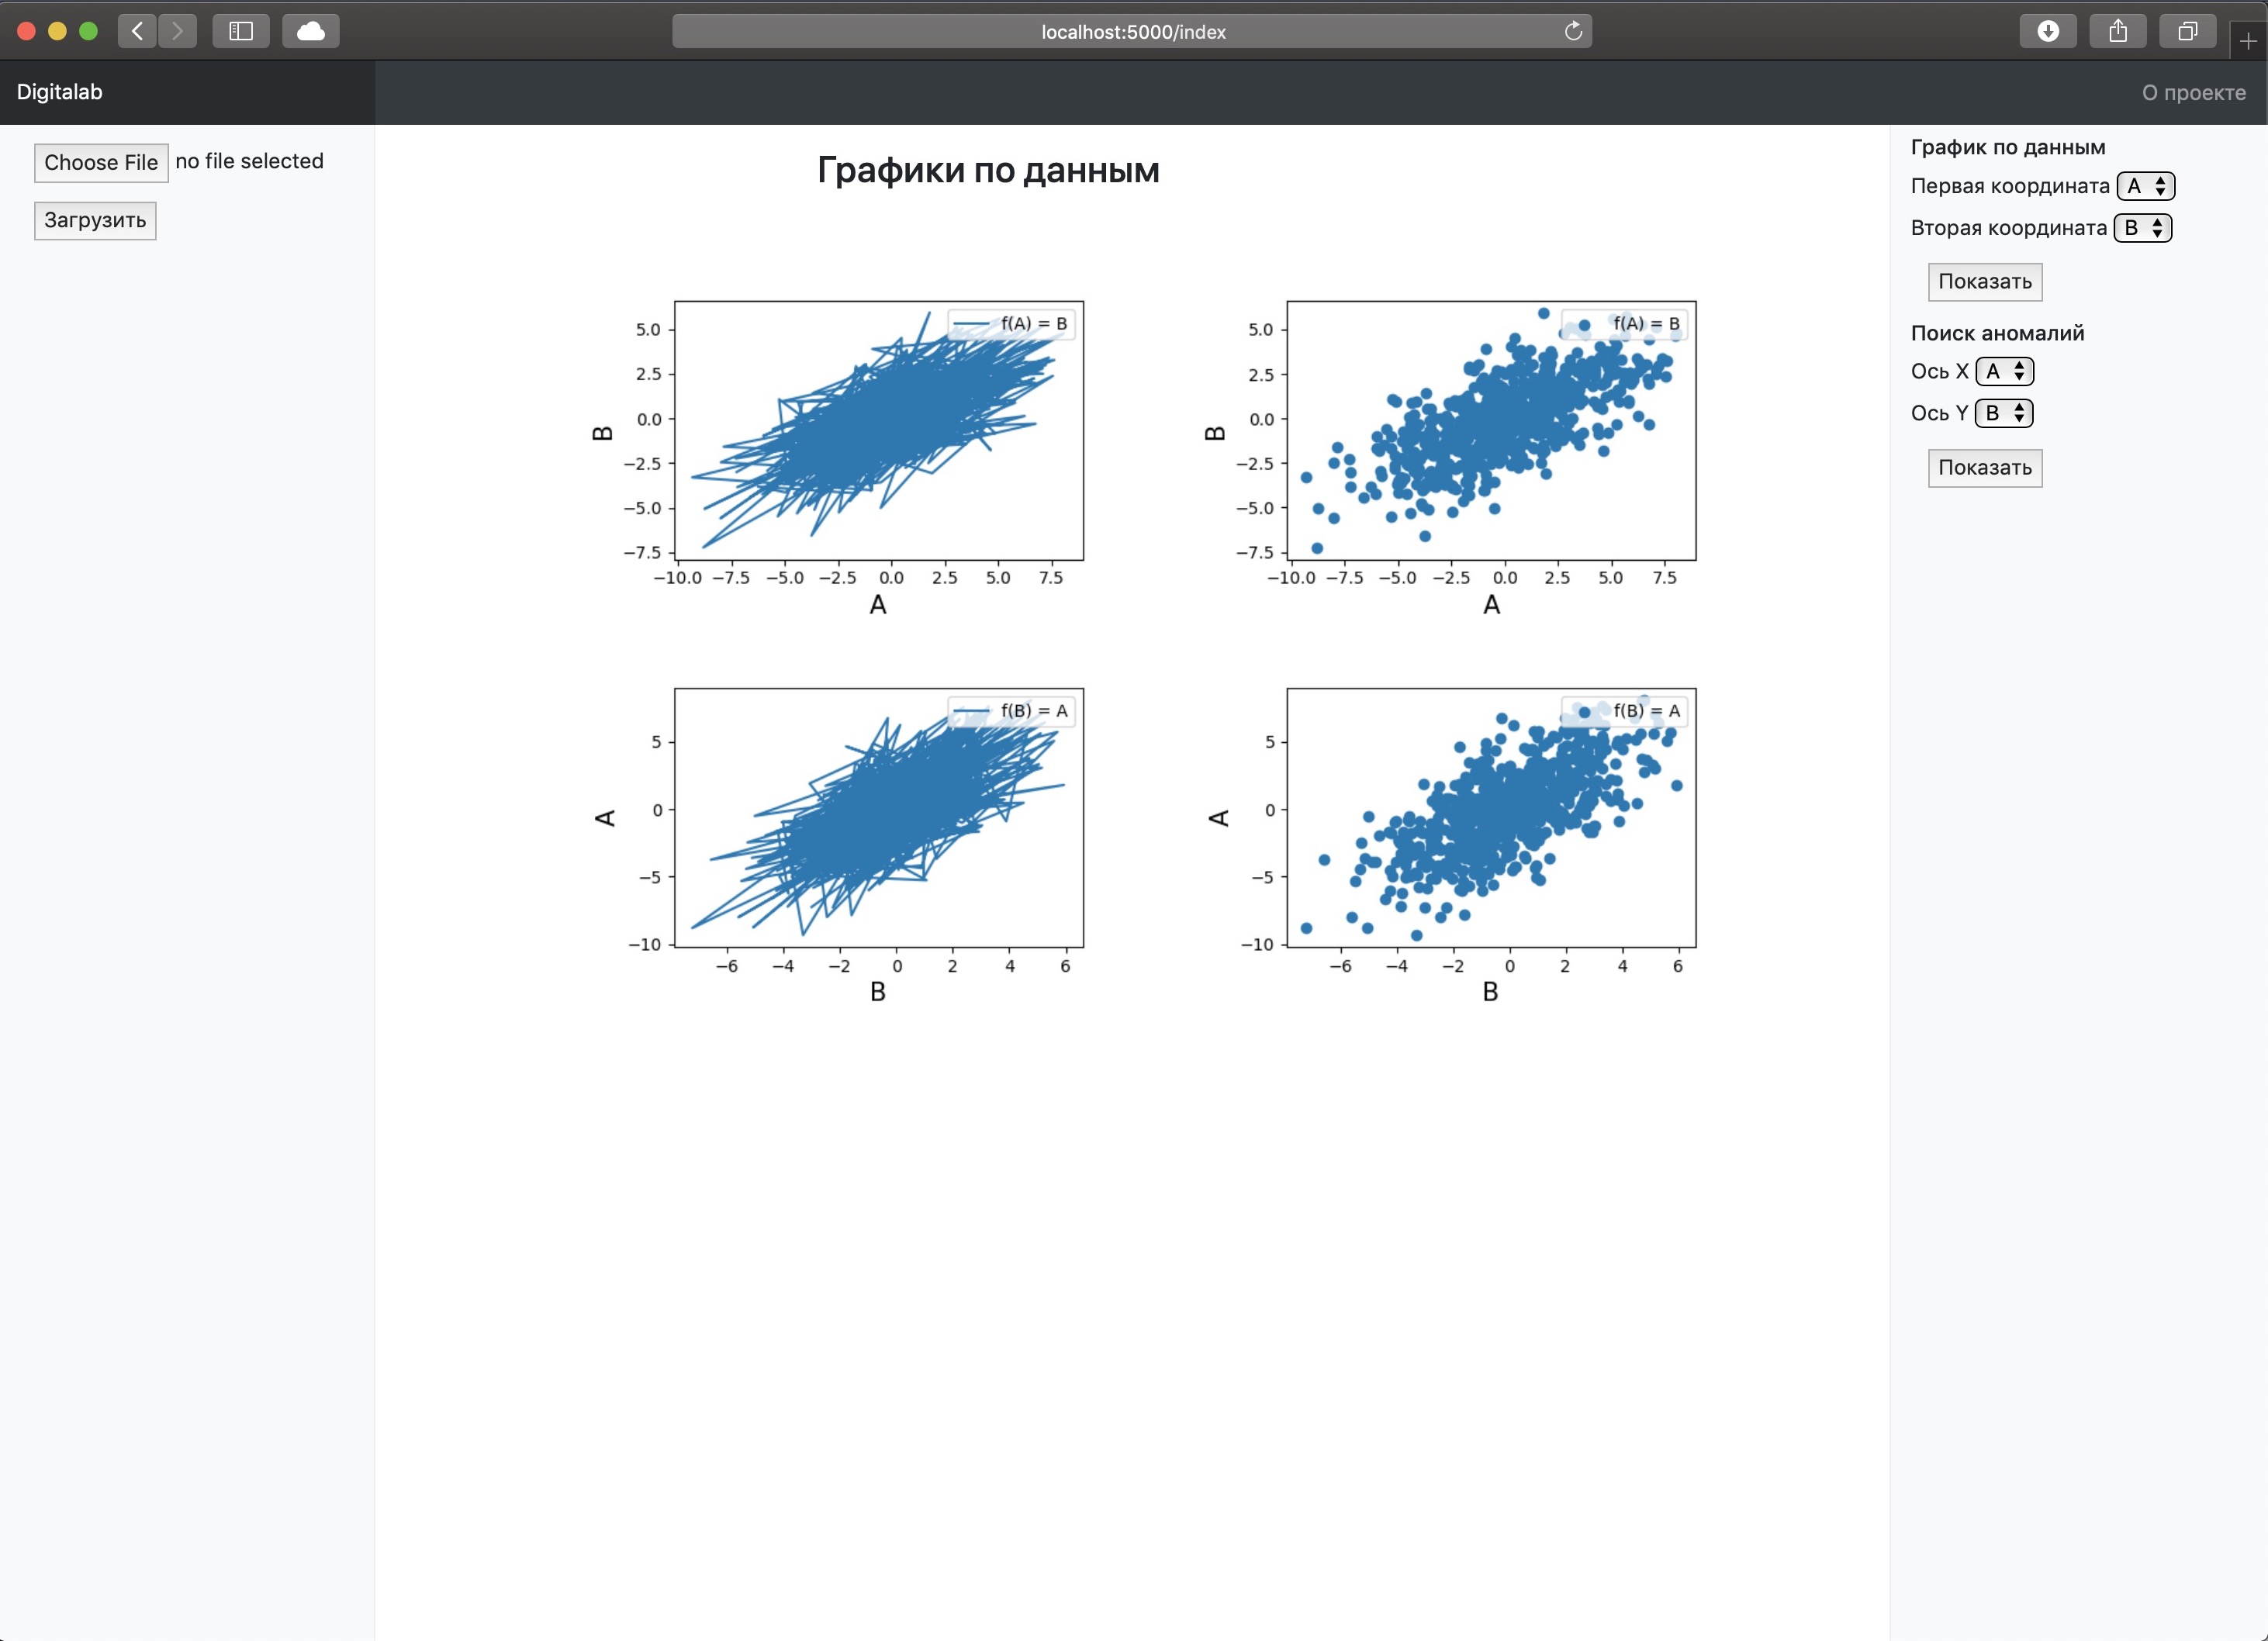 localhost:5000/index
Digitalab
О проекте
Choose File no file selected
Загрузить
Графики по данным
f(A) = B
5.0
2.5
0.0
−2.5
−5.0
−7.5
B
−10.0 −7.5 −5.0 −2.5 0.0 2.5 5.0 7.5
A
f(A) = B
5.0
2.5
0.0
−2.5
−5.0
−7.5
B
−10.0 −7.5 −5.0 −2.5 0.0 2.5 5.0 7.5
A
f(B) = A
5
0
−5
−10
A
−6 −4 −2 0 2 4 6
B
f(B) = A
5
0
−5
−10
A
−6 −4 −2 0 2 4 6
B
График по данным
Первая координата A
Вторая координата B
Показать
Поиск аномалий
Ось X A
Ось Y B
Показать